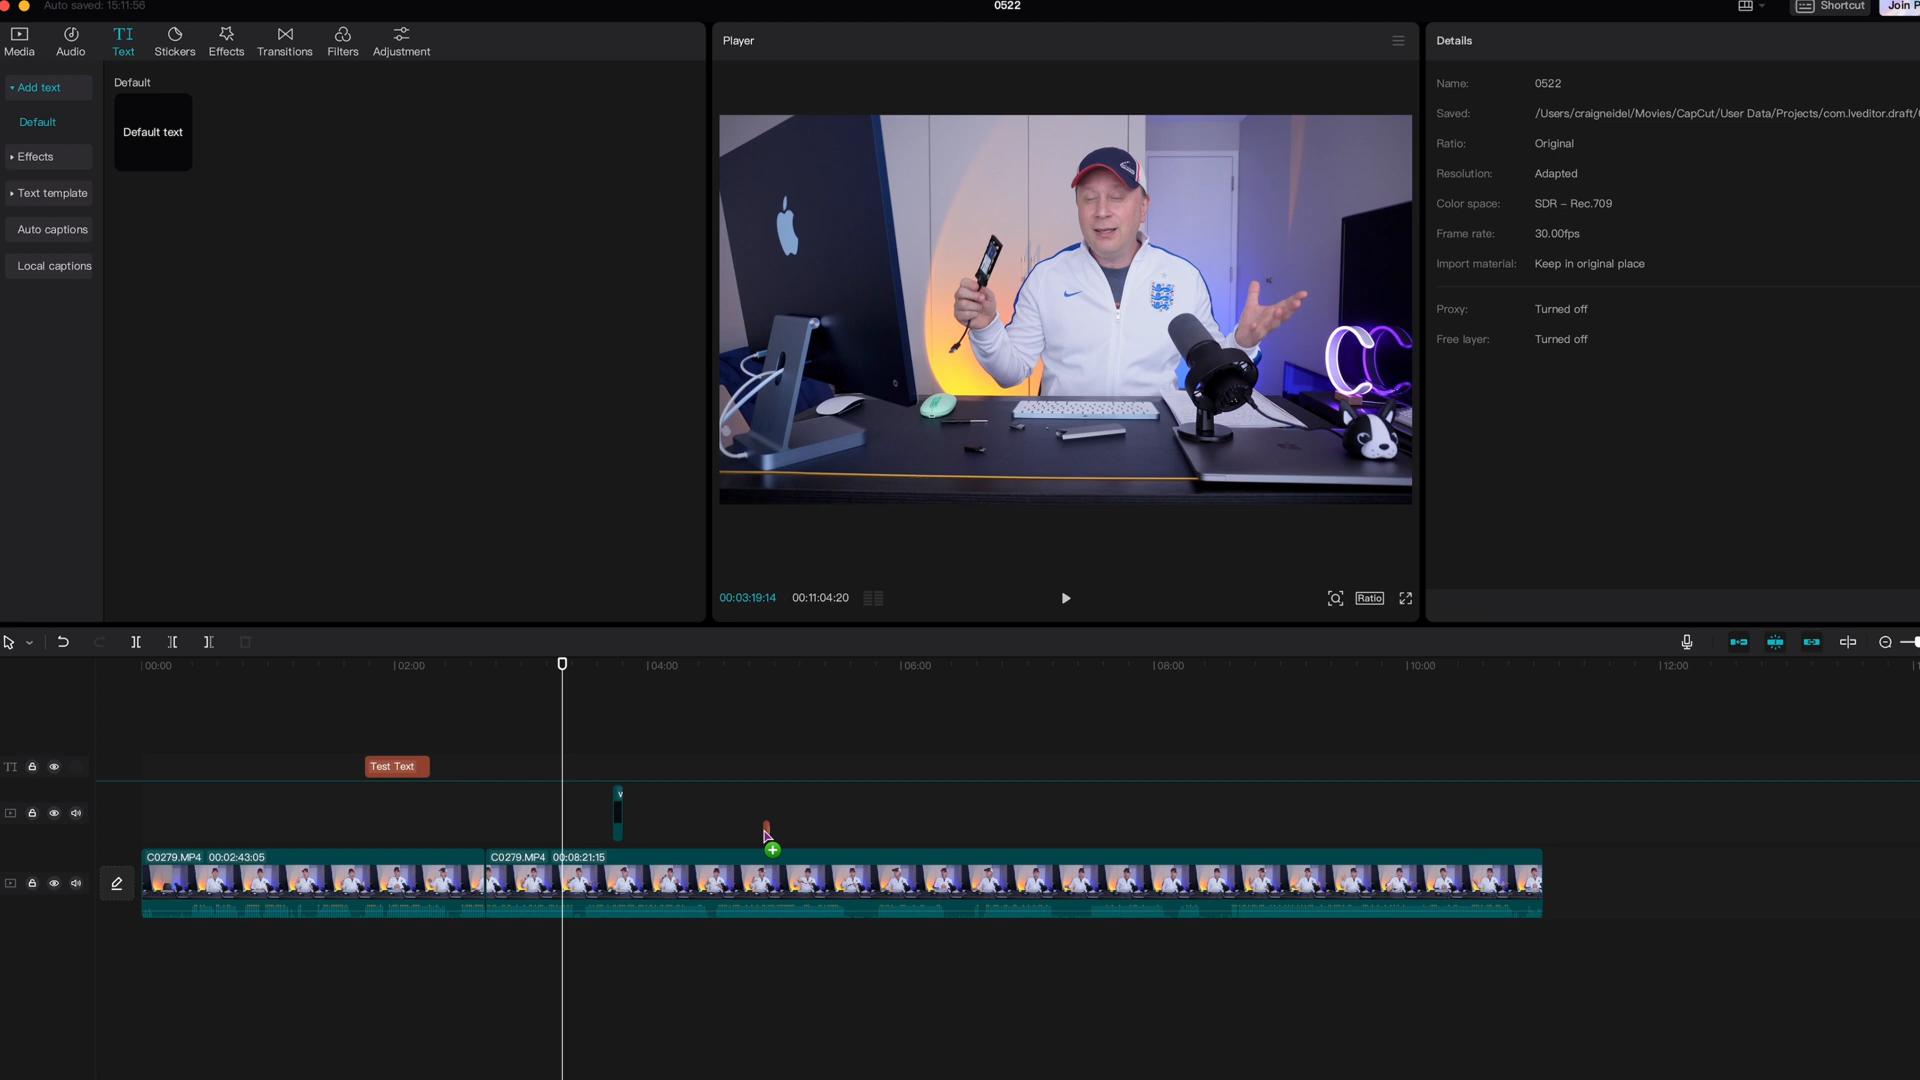 Auto saved: 15:11:56
0522
Shortcut
Join P
Media
Audio
Text
Stickers
Effects
Transitions
Filters
Adjustment
Add text
Default
Effects
Text template
Auto captions
Local captions
Default
Default text
Player
00:03:19:14
00:11:04:20
Ratio
Details
Name:
0522
Saved:
/Users/craigneidel/Movies/CapCut/User Data/Projects/com.lveditor.draft/
Ratio:
Original
Resolution:
Adapted
Color space:
SDR – Rec.709
Frame rate:
30.00fps
Import material:
Keep in original place
Proxy:
Turned off
Free layer:
Turned off
00:00
02:00
04:00
06:00
08:00
10:00
12:00
TI
Test Text
v
C0279.MP4 00:02:43:05
C0279.MP4 00:08:21:15